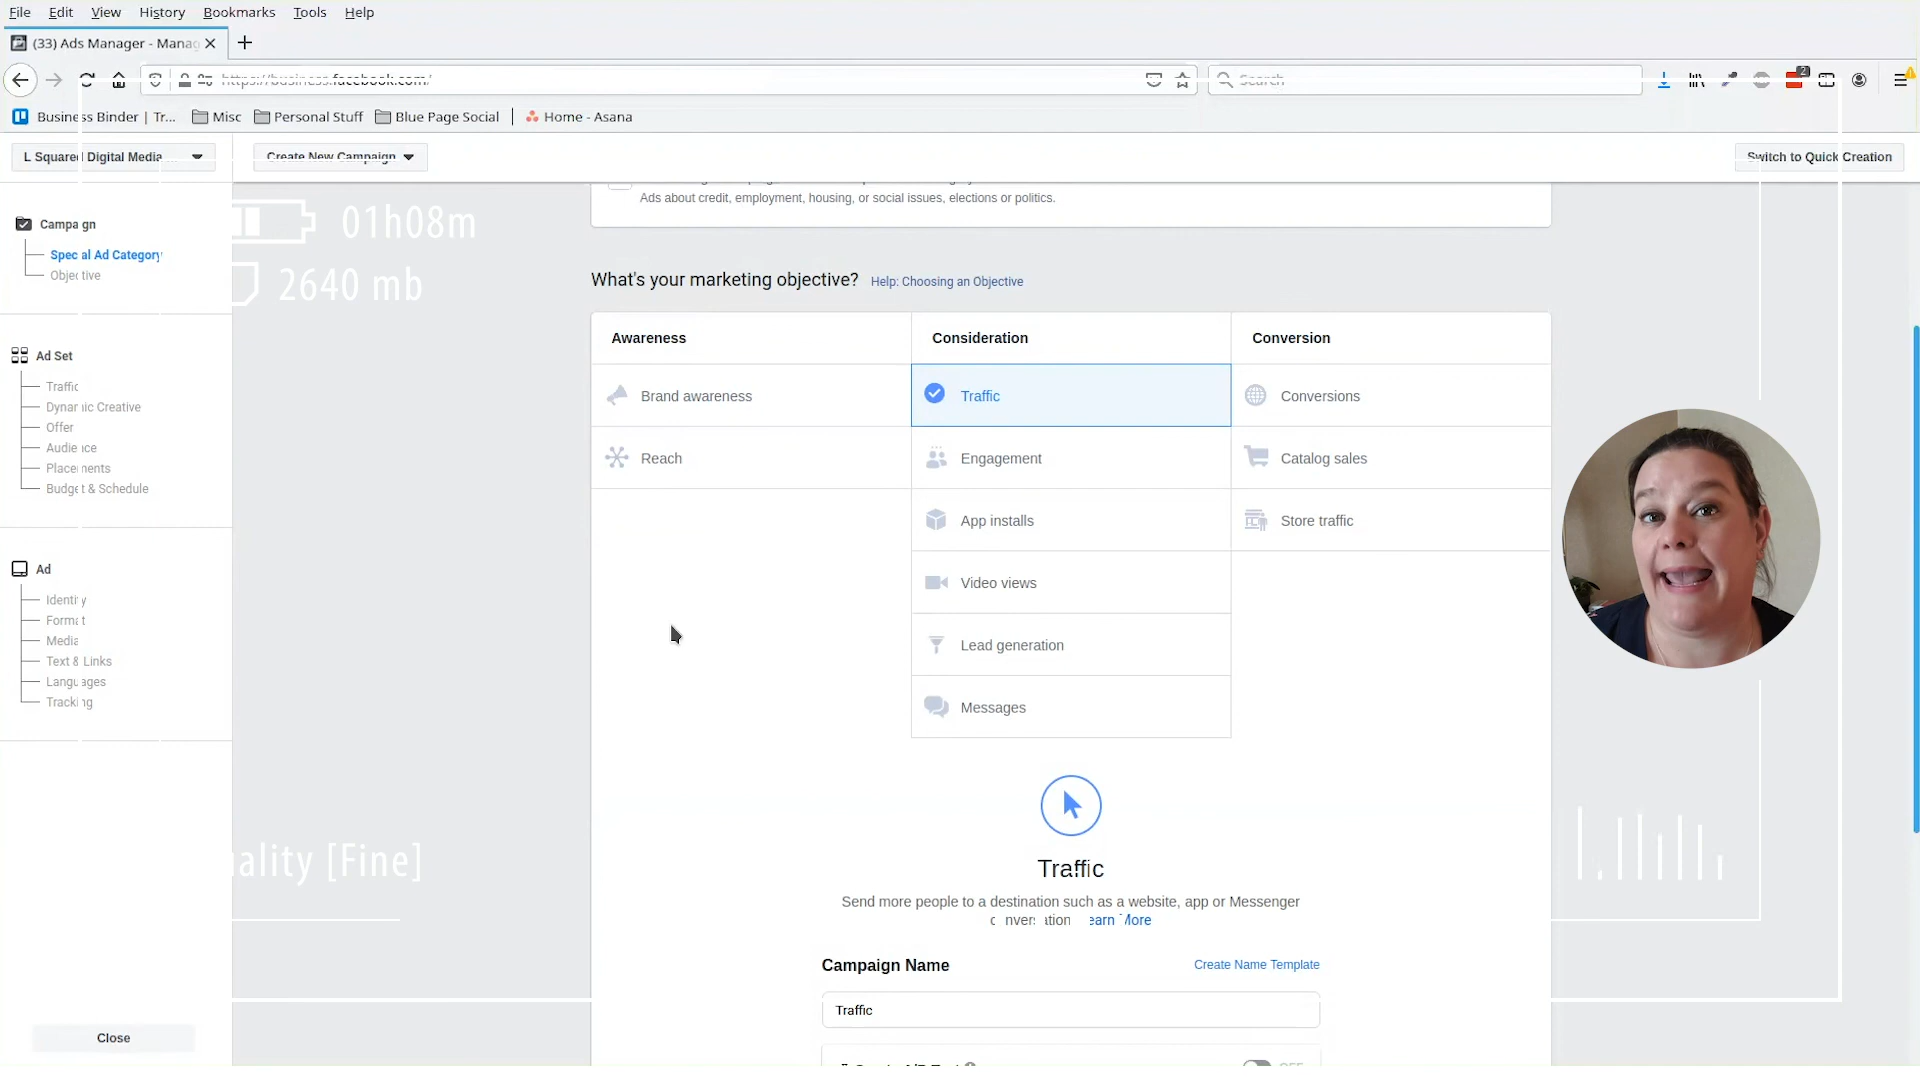 File Edit View History Bookmarks Tools Help
(33) Ads Manager - Manag
https://business.facebook.com/
Search
2
Business Binder | Tr... Misc Personal Stuff Blue Page Social Home - Asana
L Squared Digital Media Create New Campaign Switch to Quick Creation
Ads about credit, employment, housing, or social issues, elections or politics.
Campaign
Special Ad Category
Objective
01h08m
2640 mb
What's your marketing objective? Help: Choosing an Objective
Awareness Consideration Conversion
Brand awareness Traffic Conversions
Reach Engagement Catalog sales
App installs Store traffic
Video views
Lead generation
Messages
Ad Set
Traffic
Dynamic Creative
Offer
Audience
Placements
Budget & Schedule
Ad
Identity
Format
Media
Text & Links
Languages
Tracking
ality [Fine]
Traffic
Send more people to a destination such as a website, app or Messenger
conversation Learn More
Campaign Name Create Name Template
Traffic
OFF
Close